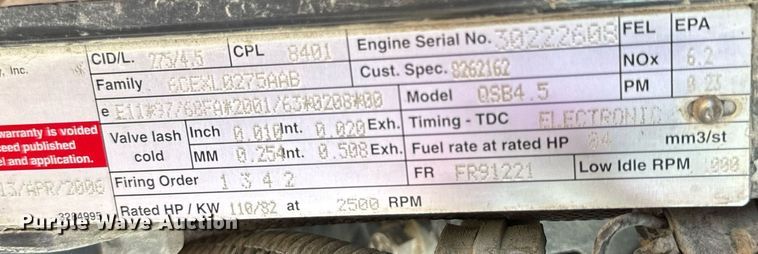 y, Inc.
CID/L. 273/4.5 CPL 8401 Engine Serial No. 30222608 FEL EPA
Family 6CEXL0275AAB Cust. Spec. 8262162 NOx 6.2
e E11*97/68FA*2001/63*0208*00 Model QSB4.5 PM
warranty is voided
Valve lash cold Inch 0.010 Int. 0.020 Exh. Timing - TDC ELECTRONIC
ceed published
el and application.
MM 0.254 Int. 0.508 Exh. Fuel rate at rated HP mm3/st
13/APR/2006 Firing Order 1 3 4 2 FR FR91221 Low Idle RPM
3284995 Rated HP / KW 110/82 at 2500 RPM
Purple Wave Auction